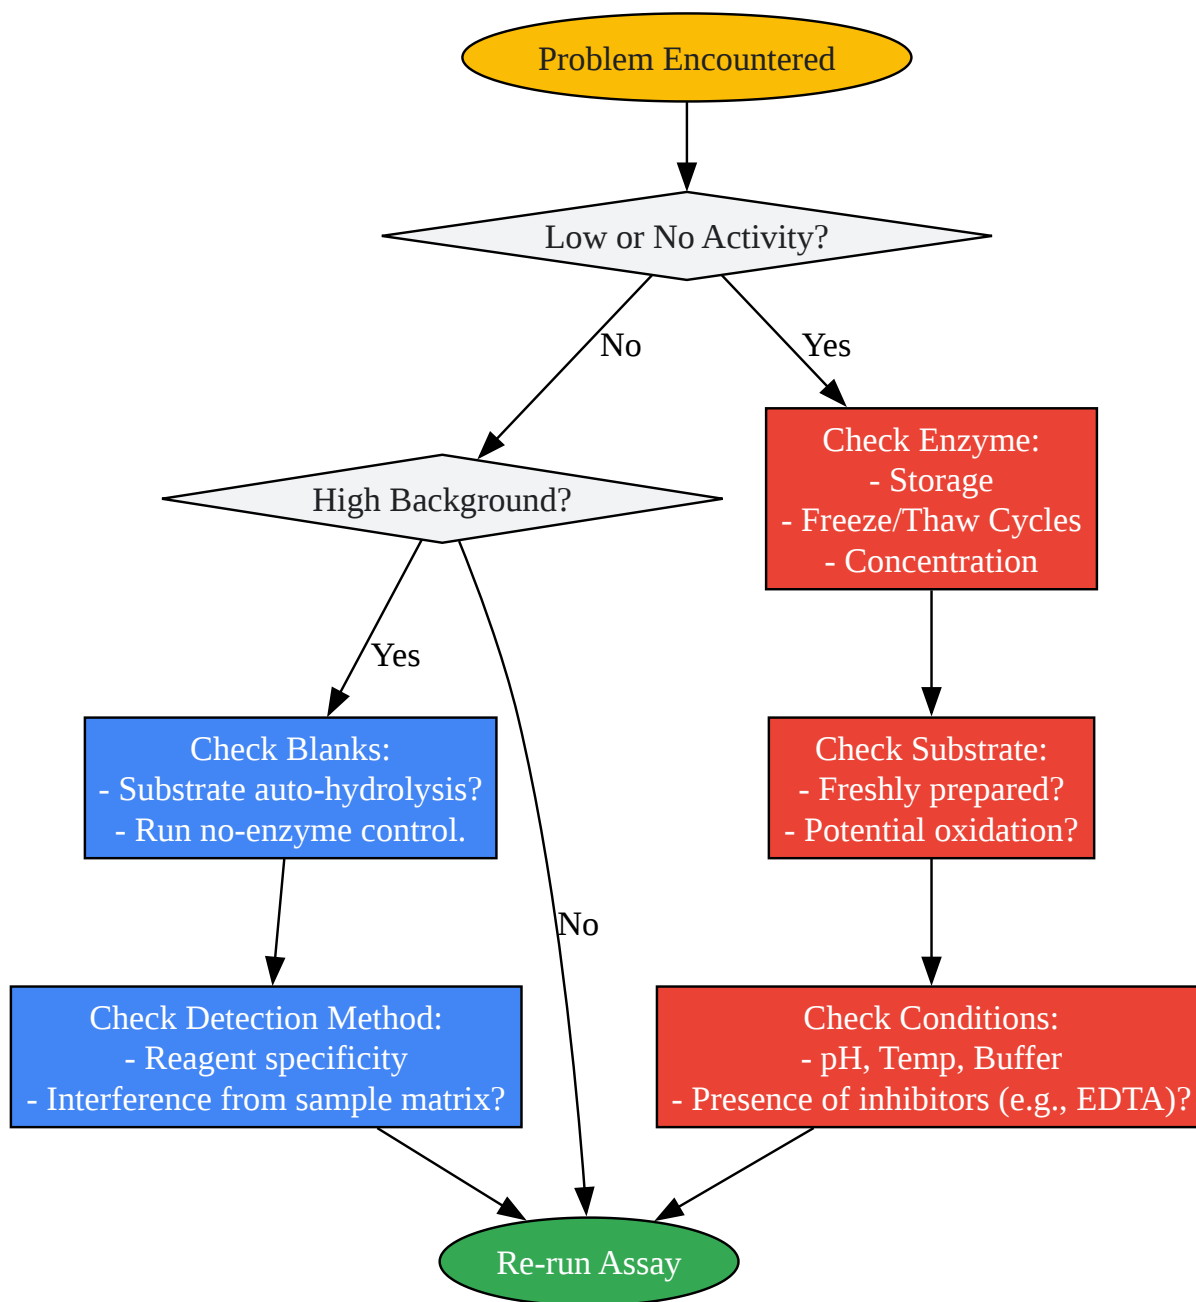 Problem Encountered
Low or No Activity?
No
Yes
Check Enzyme:
- Storage
- Freeze/Thaw Cycles
- Concentration
High Background?
Yes
No
Check Blanks:
- Substrate auto-hydrolysis?
- Run no-enzyme control.
Check Substrate:
- Freshly prepared?
- Potential oxidation?
Check Detection Method:
- Reagent specificity
- Interference from sample matrix?
Check Conditions:
- pH, Temp, Buffer
- Presence of inhibitors (e.g., EDTA)?
Re-run Assay